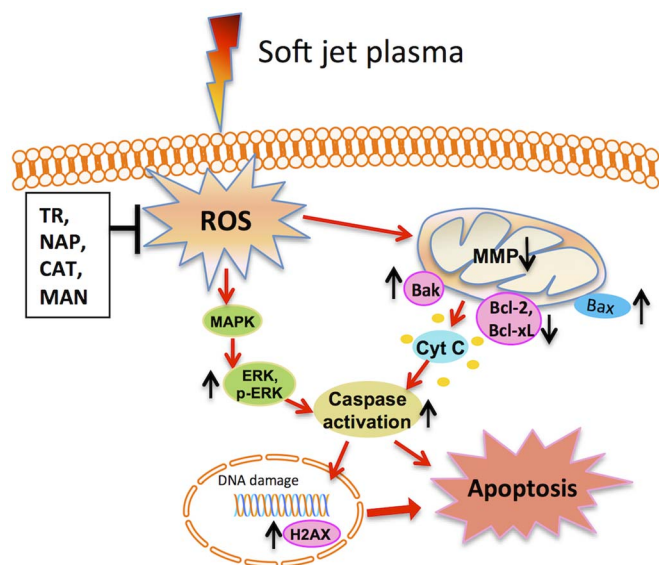 Soft jet plasma
TR,
NAP,
CAT,
MAN
ROS
MMP
Bak
Bcl-2,
Bcl-xL
Bax
MAPK
Cyt C
ERK,
p-ERK
Caspase
activation
DNA damage
H2AX
Apoptosis